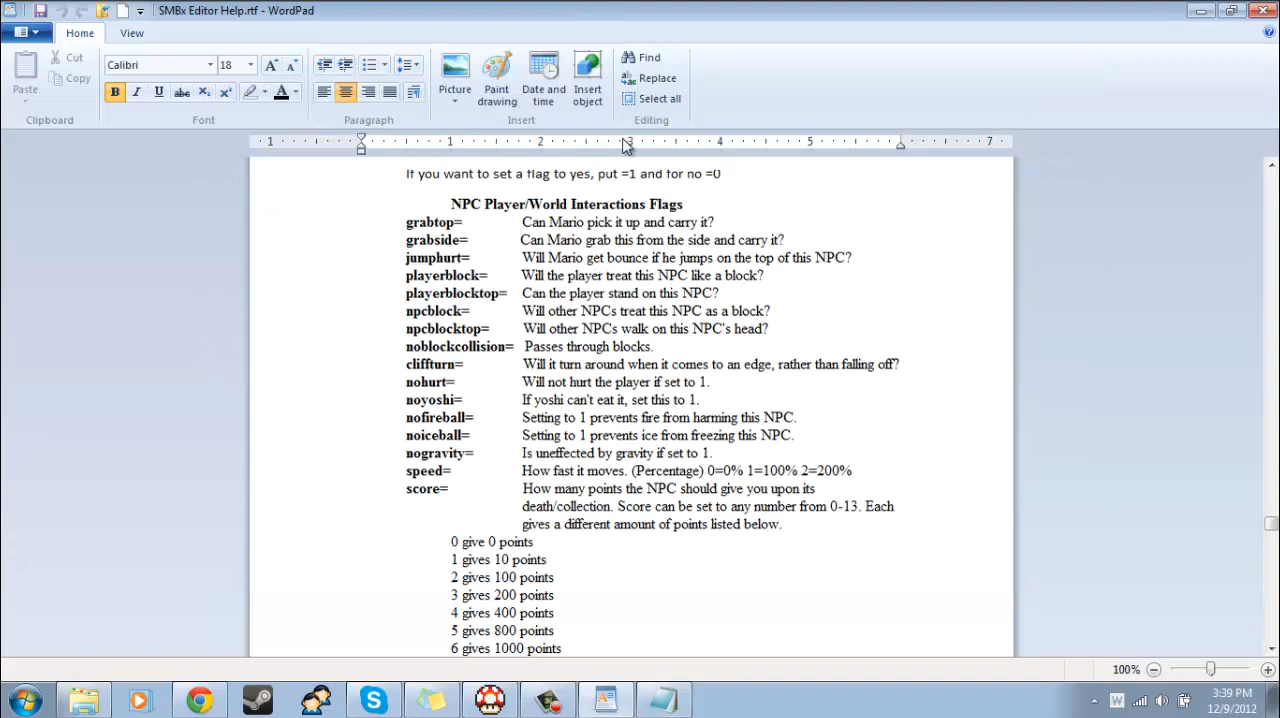 SMBx Editor Help.rtf - WordPad
Home View
Paste Cut Copy Clipboard
Calibri 18 Font
Paragraph
Picture Paint drawing Date and time Insert object Insert
Find Replace Select all Editing
1 1 2 3 4 5 7
If you want to set a flag to yes, put =1 and for no =0
NPC Player/World Interactions Flags
grabtop= Can Mario pick it up and carry it?
grabside= Can Mario grab this from the side and carry it?
jumphurt= Will Mario get bounce if he jumps on the top of this NPC?
playerblock= Will the player treat this NPC like a block?
playerblocktop= Can the player stand on this NPC?
npcblock= Will other NPCs treat this NPC as a block?
npcblocktop= Will other NPCs walk on this NPC's head?
noblockcollision= Passes through blocks.
cliffturn= Will it turn around when it comes to an edge, rather than falling off?
nohurt= Will not hurt the player if set to 1.
noyoshi= If yoshi can't eat it, set this to 1.
nofireball= Setting to 1 prevents fire from harming this NPC.
noiceball= Setting to 1 prevents ice from freezing this NPC.
nogravity= Is uneffected by gravity if set to 1.
speed= How fast it moves. (Percentage) 0=0% 1=100% 2=200%
score= How many points the NPC should give you upon its
death/collection. Score can be set to any number from 0-13. Each
gives a different amount of points listed below.
0 give 0 points
1 gives 10 points
2 gives 100 points
3 gives 200 points
4 gives 400 points
5 gives 800 points
6 gives 1000 points
100%
3:39 PM
12/9/2012